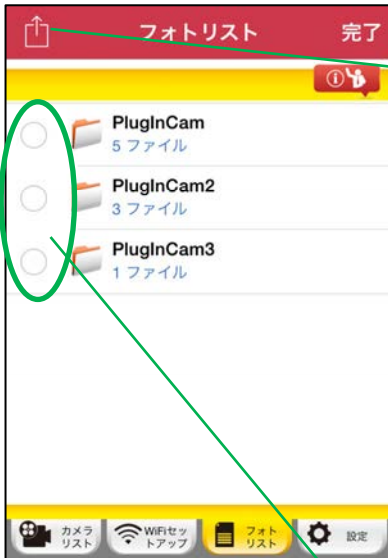 フォトリスト 完了
PlugInCam
5 ファイル
PlugInCam2
3 ファイル
PlugInCam3
1 ファイル
カメラ
リスト
WiFiセッ
トアップ
フォト
リスト
設定